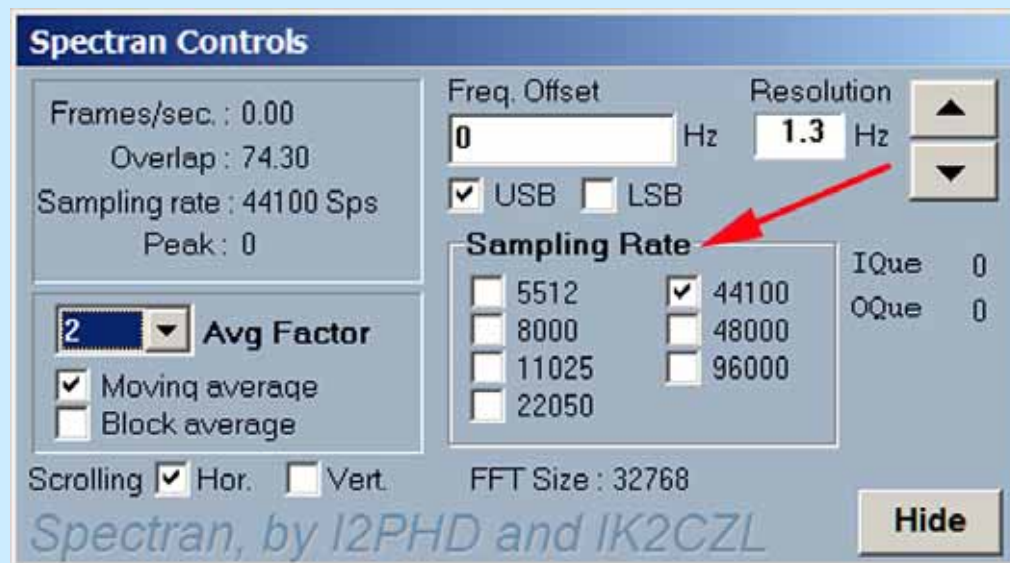 Spectran Controls
Frames/sec. : 0.00
Overlap : 74.30
Sampling rate : 44100 Sps
Peak : 0
Freq. Offset
0 Hz
USB LSB
Resolution
1.3 Hz
Sampling Rate
5512
8000
11025
22050
44100
48000
96000
IQue 0
OQue 0
2 Avg Factor
Moving average
Block average
Scrolling Hor. Vert.
FFT Size : 32768
Spectran, by I2PHD and IK2CZL
Hide